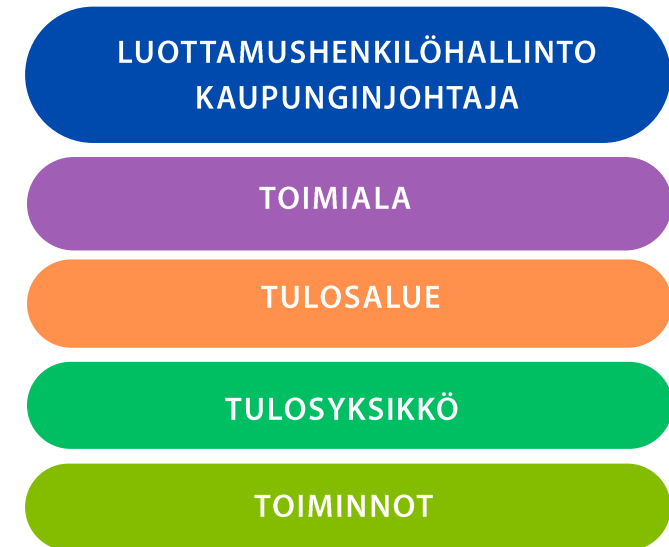 LUOTTAMUSHENKILÖHALLINTO
KAUPUNGINJOHTAJA
TOIMIALA
TULOSALUE
TULOSYKSIKKÖ
TOIMINNOT